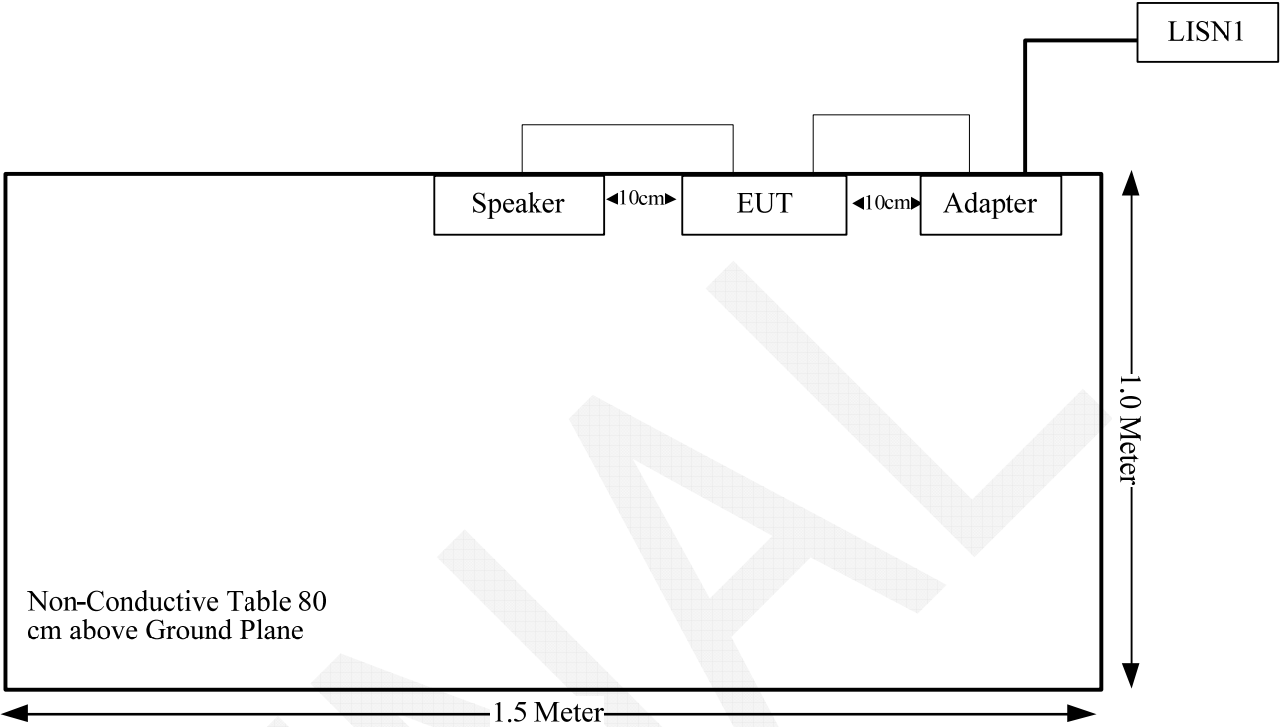 LISN1
Speaker
10cm
EUT
10cm
Adapter
1.0 Meter
Non-Conductive Table 80
cm above Ground Plane
1.5 Meter
NAL